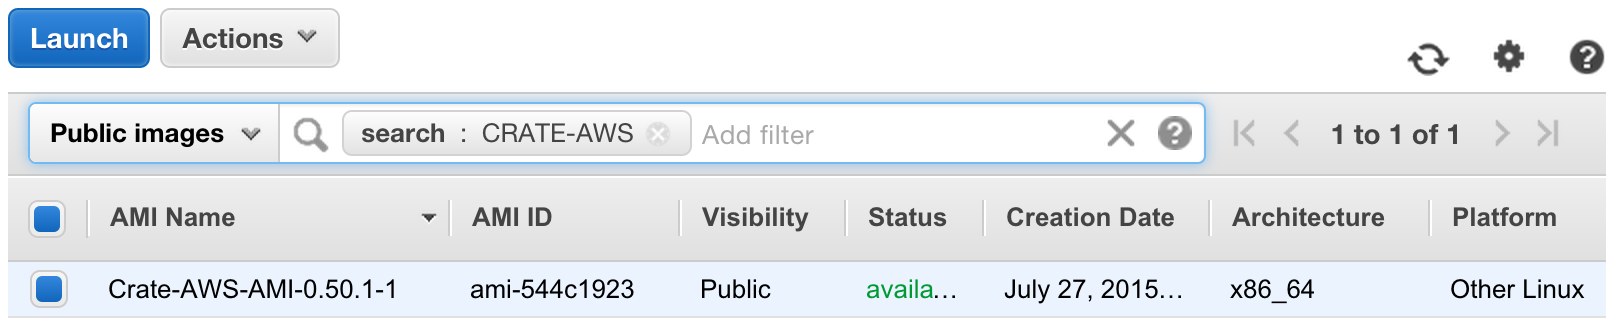 Launch Actions
?
Public images search : CRATE-AWS Add filter ? 1 to 1 of 1
AMI Name AMI ID Visibility Status Creation Date Architecture Platform
Crate-AWS-AMI-0.50.1-1 ami-544c1923 Public availa… July 27, 2015… x86_64 Other Linux